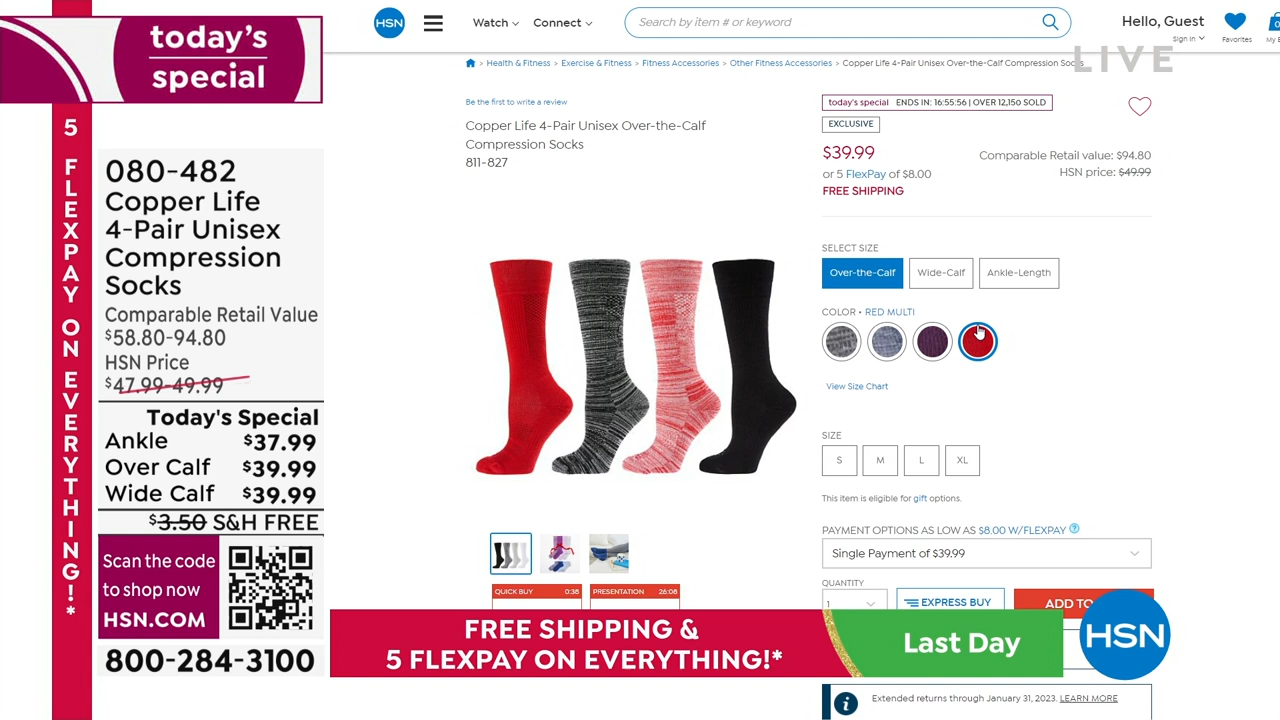 today's
special
5 FLEXPAY ON EVERYTHING!*
080-482
Copper Life
4-Pair Unisex
Compression
Socks
Comparable Retail Value
$58.80-94.80
HSN Price
$47.99-49.99
Today's Special
Ankle $37.99
Over Calf $39.99
Wide Calf $39.99
$3.50 S&H FREE
Scan the code
to shop now
HSN.COM
800-284-3100
HSN
Watch
Connect
Search by item # or keyword
Hello, Guest
Sign In
Favorites
0
LIVE
> Health & Fitness > Exercise & Fitness > Fitness Accessories > Other Fitness Accessories > Copper Life 4-Pair Unisex Over-the-Calf Compression Socks
Be the first to write a review
Copper Life 4-Pair Unisex Over-the-Calf
Compression Socks
811-827
today's special ENDS IN: 16:55:56 | OVER 12,150 SOLD
EXCLUSIVE
$39.99
or 5 FlexPay of $8.00
FREE SHIPPING
Comparable Retail value: $94.80
HSN price: $49.99
SELECT SIZE
Over-the-Calf Wide-Calf Ankle-Length
COLOR • RED MULTI
View Size Chart
SIZE
S M L XL
This item is eligible for gift options.
PAYMENT OPTIONS AS LOW AS $8.00 W/FLEXPAY ?
Single Payment of $39.99
QUANTITY
1
EXPRESS BUY
ADD TO
QUICK BUY 0:38
PRESENTATION 26:08
FREE SHIPPING &
5 FLEXPAY ON EVERYTHING!*
Last Day
HSN
Extended returns through January 31, 2023. LEARN MORE